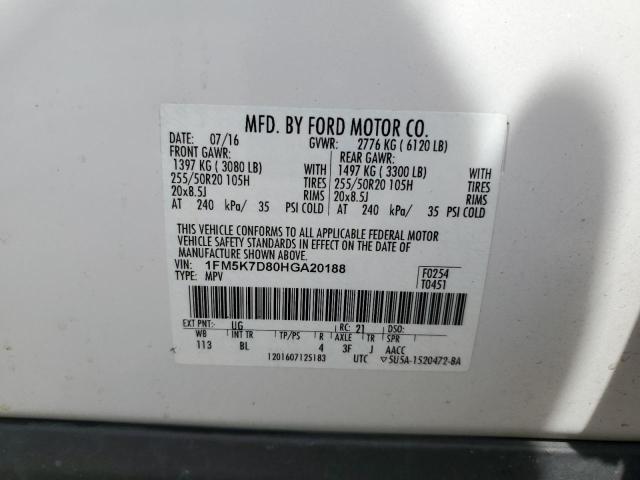 MFD. BY FORD MOTOR CO.
DATE: 07/16 GVWR: 2776 KG ( 6120 LB)
FRONT GAWR: REAR GAWR:
1397 KG ( 3080 LB) WITH 1497 KG ( 3300 LB) WITH
255/50R20 105H TIRES 255/50R20 105H TIRES
20x8.5J RIMS 20x8.5J RIMS
AT 240 kPa/ 35 PSI COLD AT 240 kPa/ 35 PSI COLD
THIS VEHICLE CONFORMS TO ALL APPLICABLE FEDERAL MOTOR
VEHICLE SAFETY STANDARDS IN EFFECT ON THE DATE OF
MANUFACTURE SHOWN ABOVE.
VIN: 1FM5K7D80HGA20188 F0254
TYPE: MPV T0451
EXT PNT: UG RC: 21 DSO:
WB INT TR TP/PS R AXLE TR SPR
113 BL 4 3F J AACC
1201607125183 UTC ▽5U5A-1520472-BA